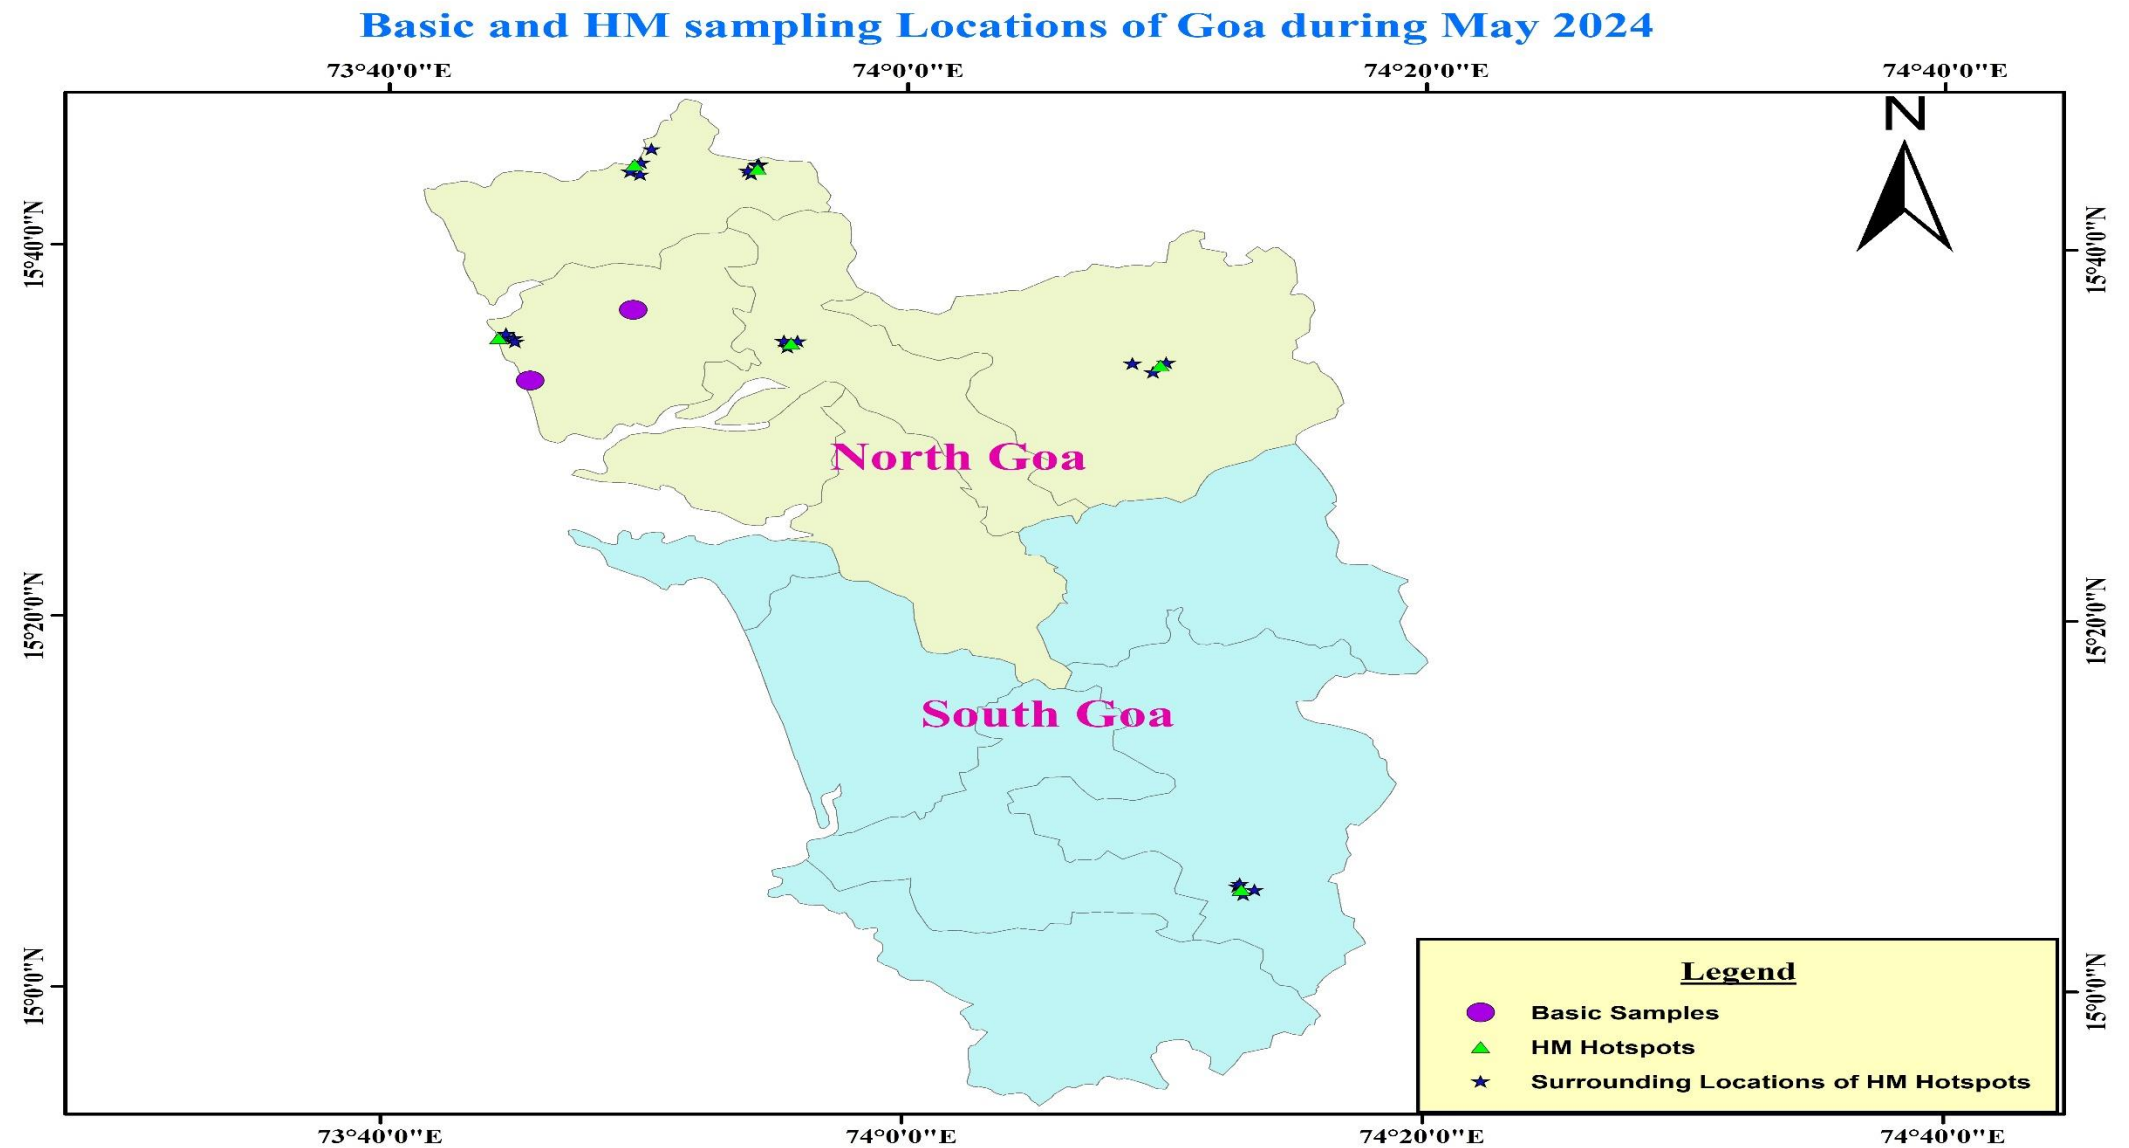 Basic and HM sampling Locations of Goa during May 2024
73°40'0"E 74°0'0"E 74°20'0"E 74°40'0"E
N
15°40'0"N 15°40'0"N
North Goa
15°20'0"N 15°20'0"N
South Goa
15°0'0"N 15°0'0"N
Legend
Basic Samples
HM Hotspots
Surrounding Locations of HM Hotspots
73°40'0"E 74°0'0"E 74°20'0"E 74°40'0"E